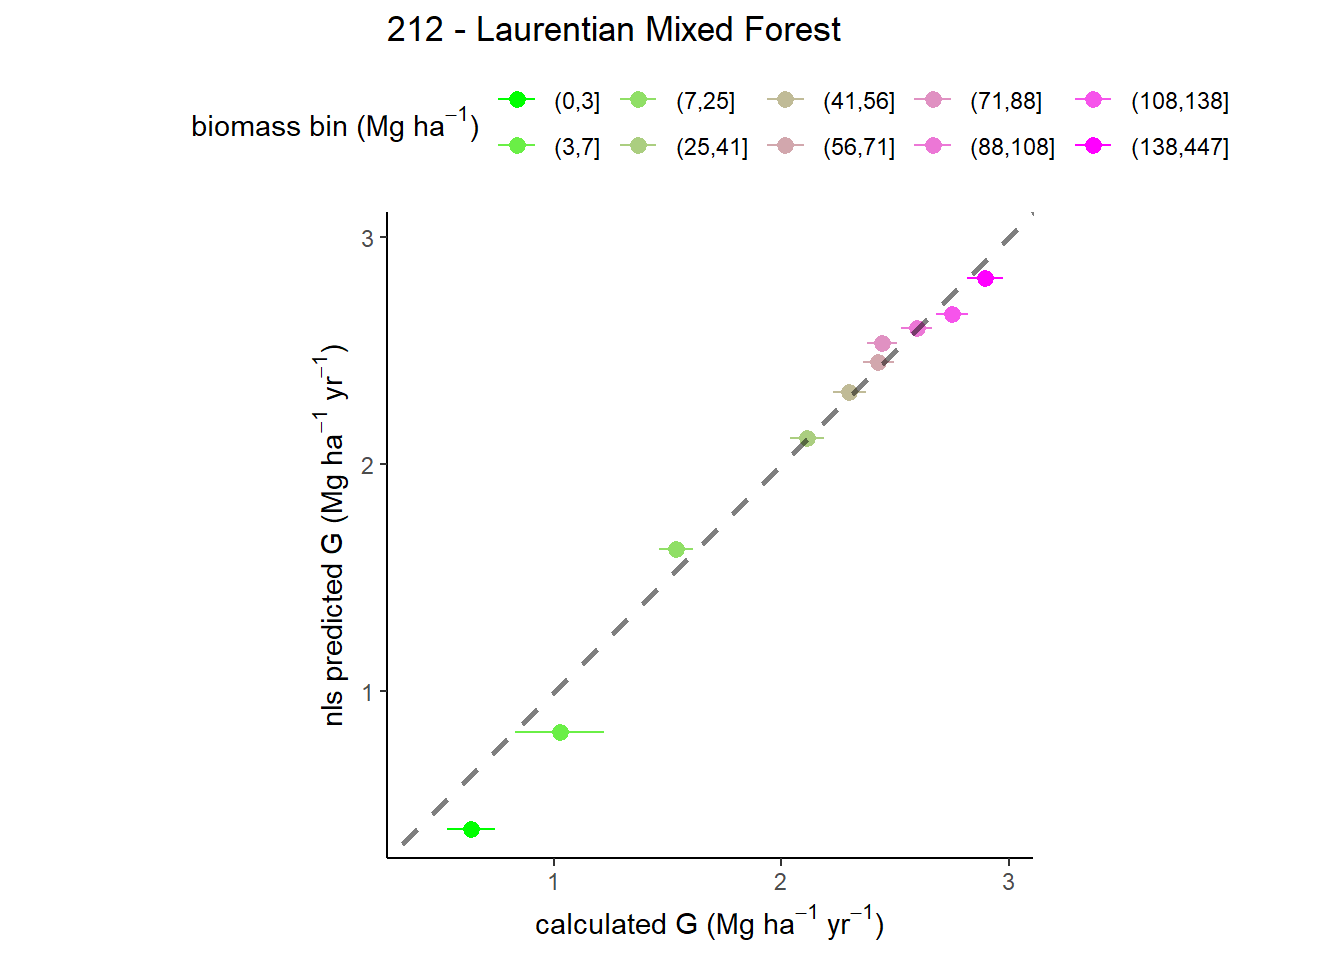 212 - Laurentian Mixed Forest
biomass bin (Mg ha⁻¹)
(0,3] (7,25] (41,56] (71,88] (108,138]
(3,7] (25,41] (56,71] (88,108] (138,447]
nls predicted G (Mg ha⁻¹ yr⁻¹)
3
2
1
1 2 3
calculated G (Mg ha⁻¹ yr⁻¹)